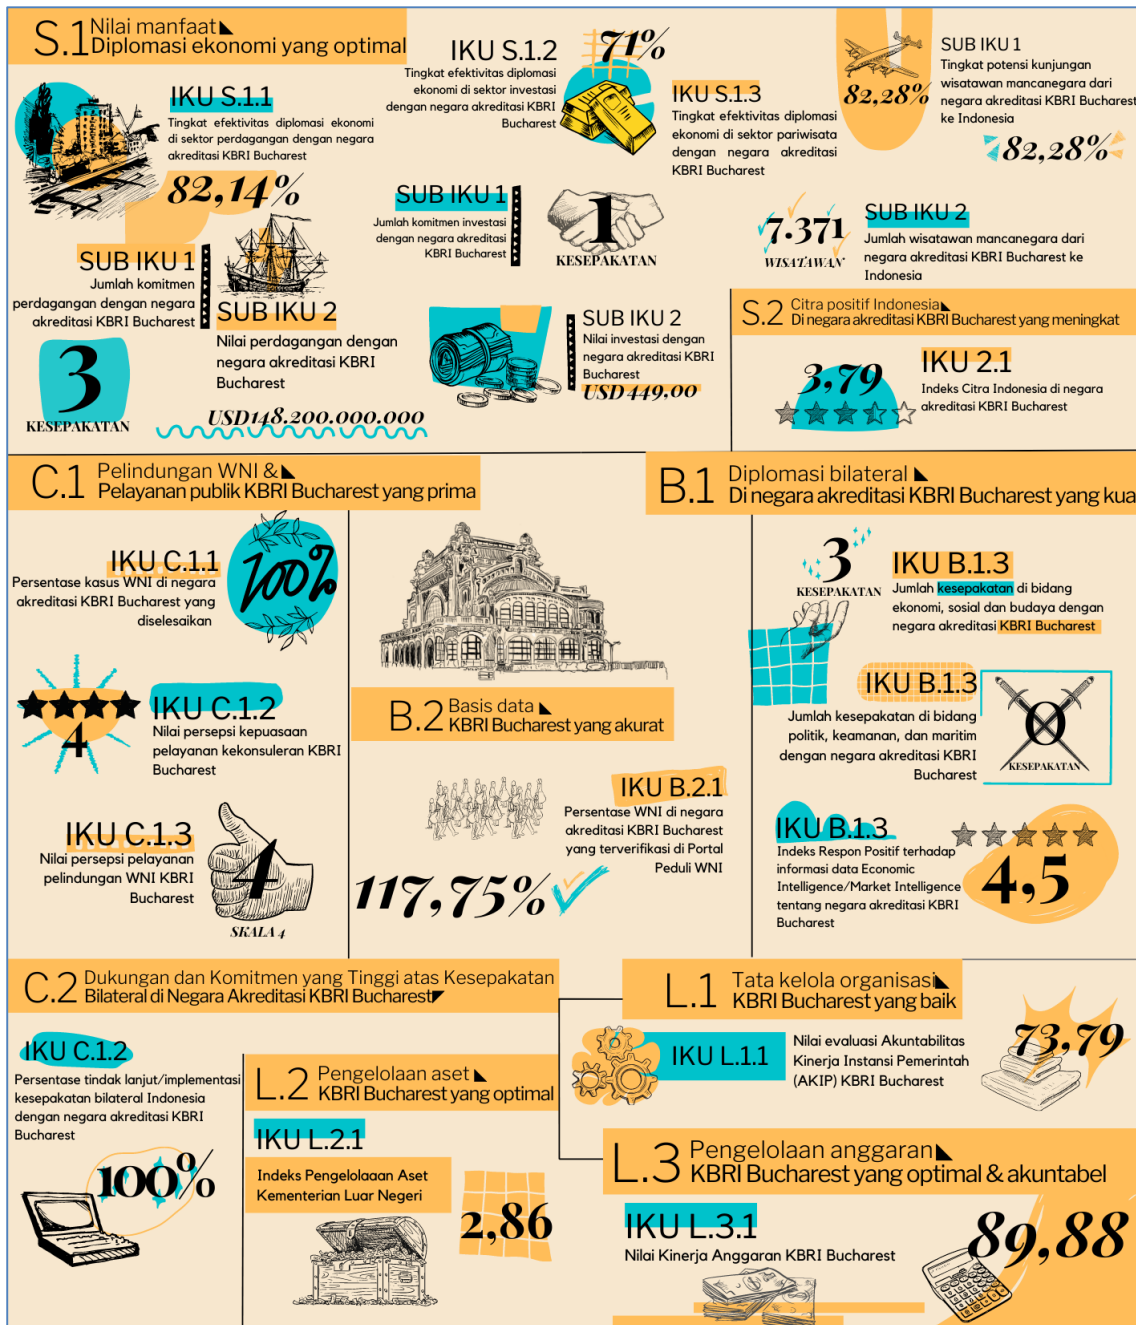 S.1 Nilai manfaat
Diplomasi ekonomi yang optimal
IKU S.1.1
Tingkat efektivitas diplomasi ekonomi
di sektor perdagangan dengan negara
akreditasi KBRI Bucharest
82,14%
SUB IKU 1
Jumlah komitmen
perdagangan dengan negara
akreditasi KBRI Bucharest
3
KESEPAKATAN
SUB IKU 2
Nilai perdagangan dengan
negara akreditasi KBRI
Bucharest
USD148.200.000.000
IKU S.1.2
Tingkat efektivitas diplomasi
ekonomi di sektor investasi
dengan negara akreditasi KBRI
Bucharest
71%
SUB IKU 1
Jumlah komitmen investasi
dengan negara akreditasi
KBRI Bucharest
1
KESEPAKATAN
SUB IKU 2
Nilai investasi dengan
negara akreditasi KBRI
Bucharest
USD 449,00
IKU S.1.3
Tingkat efektivitas diplomasi
ekonomi di sektor pariwisata
dengan negara akreditasi
KBRI Bucharest
82,28%
SUB IKU 1
Tingkat potensi kunjungan
wisatawan mancanegara dari
negara akreditasi KBRI Bucharest
ke Indonesia
82,28%
7.371
WISATAWAN
SUB IKU 2
Jumlah wisatawan mancanegara dari
negara akreditasi KBRI Bucharest ke
Indonesia
S.2 Citra positif Indonesia
Di negara akreditasi KBRI Bucharest yang meningkat
3,79
IKU 2.1
Indeks Citra Indonesia di negara
akreditasi KBRI Bucharest
C.1 Pelindungan WNI &
Pelayanan publik KBRI Bucharest yang prima
IKU C.1.1
Persentase kasus WNI di negara
akreditasi KBRI Bucharest yang
diselesaikan
100%
4
IKU C.1.2
Nilai persepsi kepuasaan
pelayanan kekonsuleran KBRI
Bucharest
IKU C.1.3
Nilai persepsi pelayanan
pelindungan WNI KBRI
Bucharest
4
SKALA 4
B.2 Basis data
KBRI Bucharest yang akurat
IKU B.2.1
Persentase WNI di negara
akreditasi KBRI Bucharest
yang terverifikasi di Portal
Peduli WNI
117,75%
B.1 Diplomasi bilateral
Di negara akreditasi KBRI Bucharest yang kua
3
KESEPAKATAN
IKU B.1.3
Jumlah kesepakatan di bidang
ekonomi, sosial dan budaya dengan
negara akreditasi KBRI Bucharest
IKU B.1.3
Jumlah kesepakatan di bidang
politik, keamanan, dan maritim
dengan negara akreditasi KBRI
Bucharest
0
KESEPAKATAN
IKU B.1.3
Indeks Respon Positif terhadap
informasi data Economic
Intelligence/Market Intelligence
tentang negara akreditasi KBRI
Bucharest
4,5
C.2 Dukungan dan Komitmen yang Tinggi atas Kesepakatan
Bilateral di Negara Akreditasi KBRI Bucharest
IKU C.1.2
Persentase tindak lanjut/implementasi
kesepakatan bilateral Indonesia
dengan negara akreditasi KBRI
Bucharest
100%
L.2 Pengelolaan aset
KBRI Bucharest yang optimal
IKU L.2.1
Indeks Pengelolaaan Aset
Kementerian Luar Negeri
2,86
L.1 Tata kelola organisasi
KBRI Bucharest yang baik
IKU L.1.1
Nilai evaluasi Akuntabilitas
Kinerja Instansi Pemerintah
(AKIP) KBRI Bucharest
73,79
L.3 Pengelolaan anggaran
KBRI Bucharest yang optimal & akuntabel
IKU L.3.1
Nilai Kinerja Anggaran KBRI Bucharest
89,88